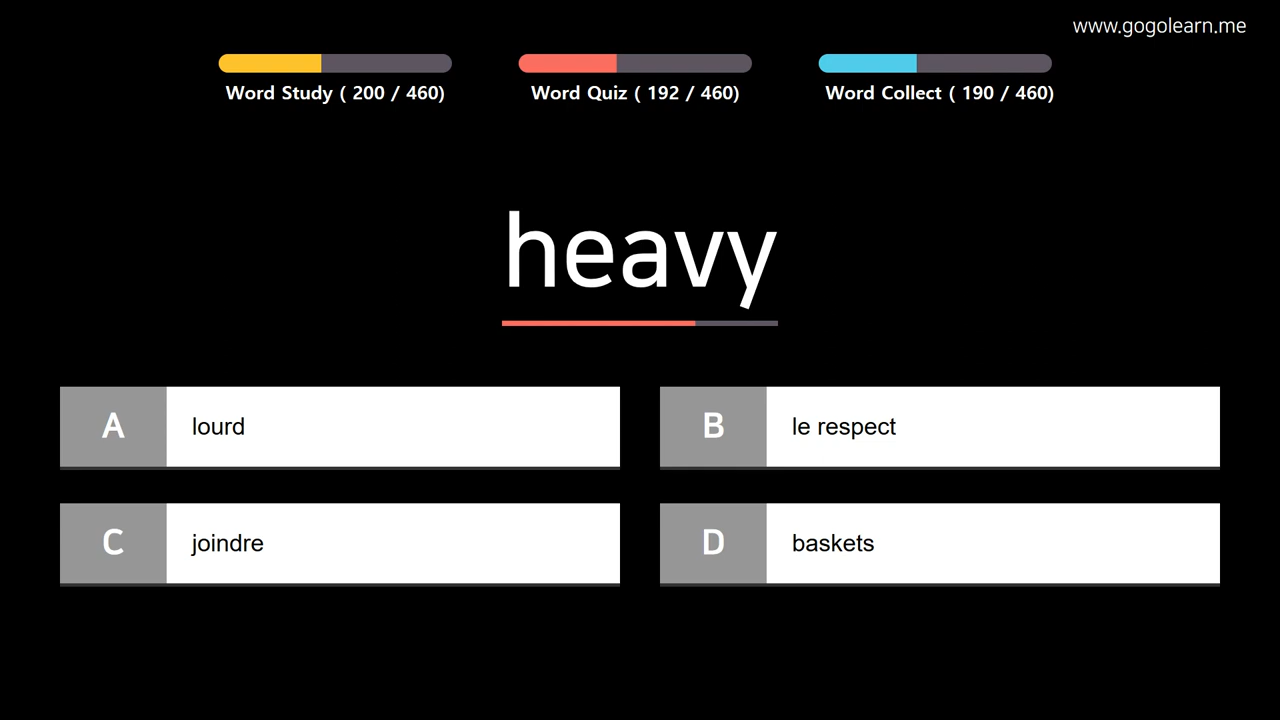 www.gogolearn.me
Word Study ( 200 / 460)
Word Quiz ( 192 / 460)
Word Collect ( 190 / 460)
heavy
A lourd
B le respect
C joindre
D baskets